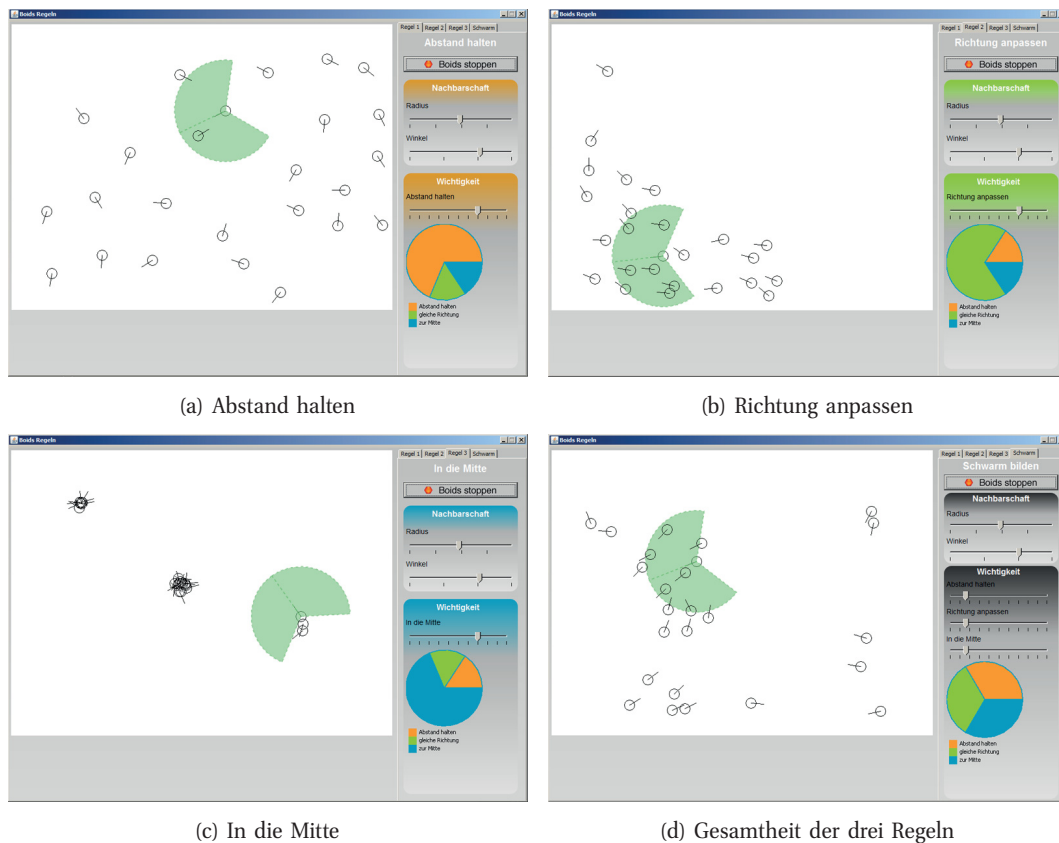 Boids Regeln
Regel 1 Regel 2 Regel 3 Schwarm
Abstand halten
Boids stoppen
Nachbarschaft
Radius
Winkel
Wichtigkeit
Abstand halten
Abstand halten
gleiche Richtung
zur Mitte
(a) Abstand halten
Boids Regeln
Regel 1 Regel 2 Regel 3 Schwarm
Richtung anpassen
Boids stoppen
Nachbarschaft
Radius
Winkel
Wichtigkeit
Richtung anpassen
Abstand halten
gleiche Richtung
zur Mitte
(b) Richtung anpassen
Boids Regeln
Regel 1 Regel 2 Regel 3 Schwarm
In die Mitte
Boids stoppen
Nachbarschaft
Radius
Winkel
Wichtigkeit
In die Mitte
Abstand halten
gleiche Richtung
zur Mitte
(c) In die Mitte
Boids Regeln
Regel 1 Regel 2 Regel 3 Schwarm
Schwarm bilden
Boids stoppen
Nachbarschaft
Radius
Winkel
Wichtigkeit
Abstand halten
Richtung anpassen
In die Mitte
Abstand halten
gleiche Richtung
zur Mitte
(d) Gesamtheit der drei Regeln